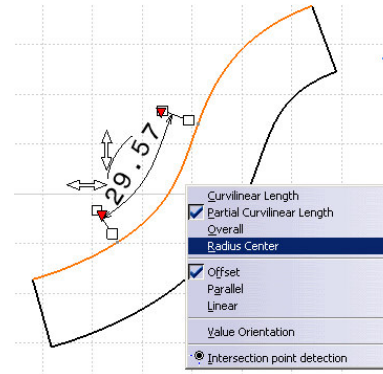 29.57
Curvilinear Length
Partial Curvilinear Length
Overall
Radius Center
Offset
Parallel
Linear
Value Orientation
Intersection point detection